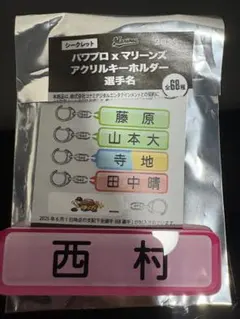 シークレット
パワプロ×マリーンズ
アクリルキーホルダー
選手名
全68種
藤原
山本大
寺地
田中晴
西村